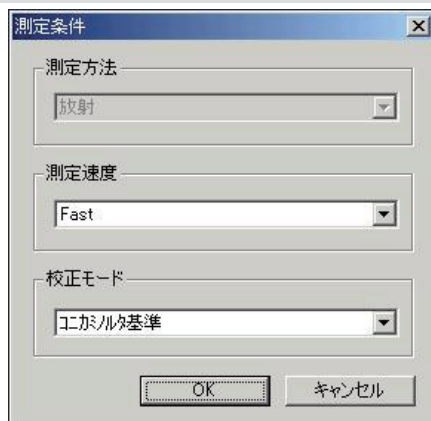 測定条件
測定方法
放射
測定速度
Fast
校正モード
コニカミノルタ基準
OK
キャンセル